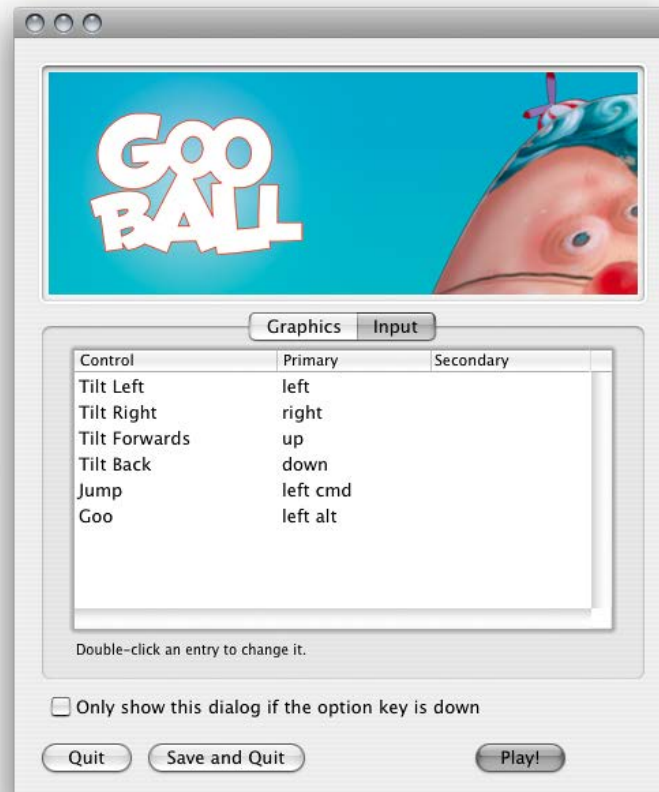 GOO
BALL
Graphics Input
Control Primary Secondary
Tilt Left left
Tilt Right right
Tilt Forwards up
Tilt Back down
Jump left cmd
Goo left alt
Double-click an entry to change it.
Only show this dialog if the option key is down
Quit Save and Quit Play!